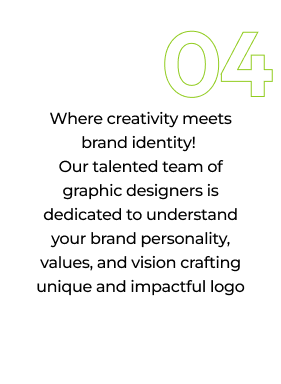 04
Where creativity meets
brand identity!
Our talented team of
graphic designers is
dedicated to understand
your brand personality,
values, and vision crafting
unique and impactful logo